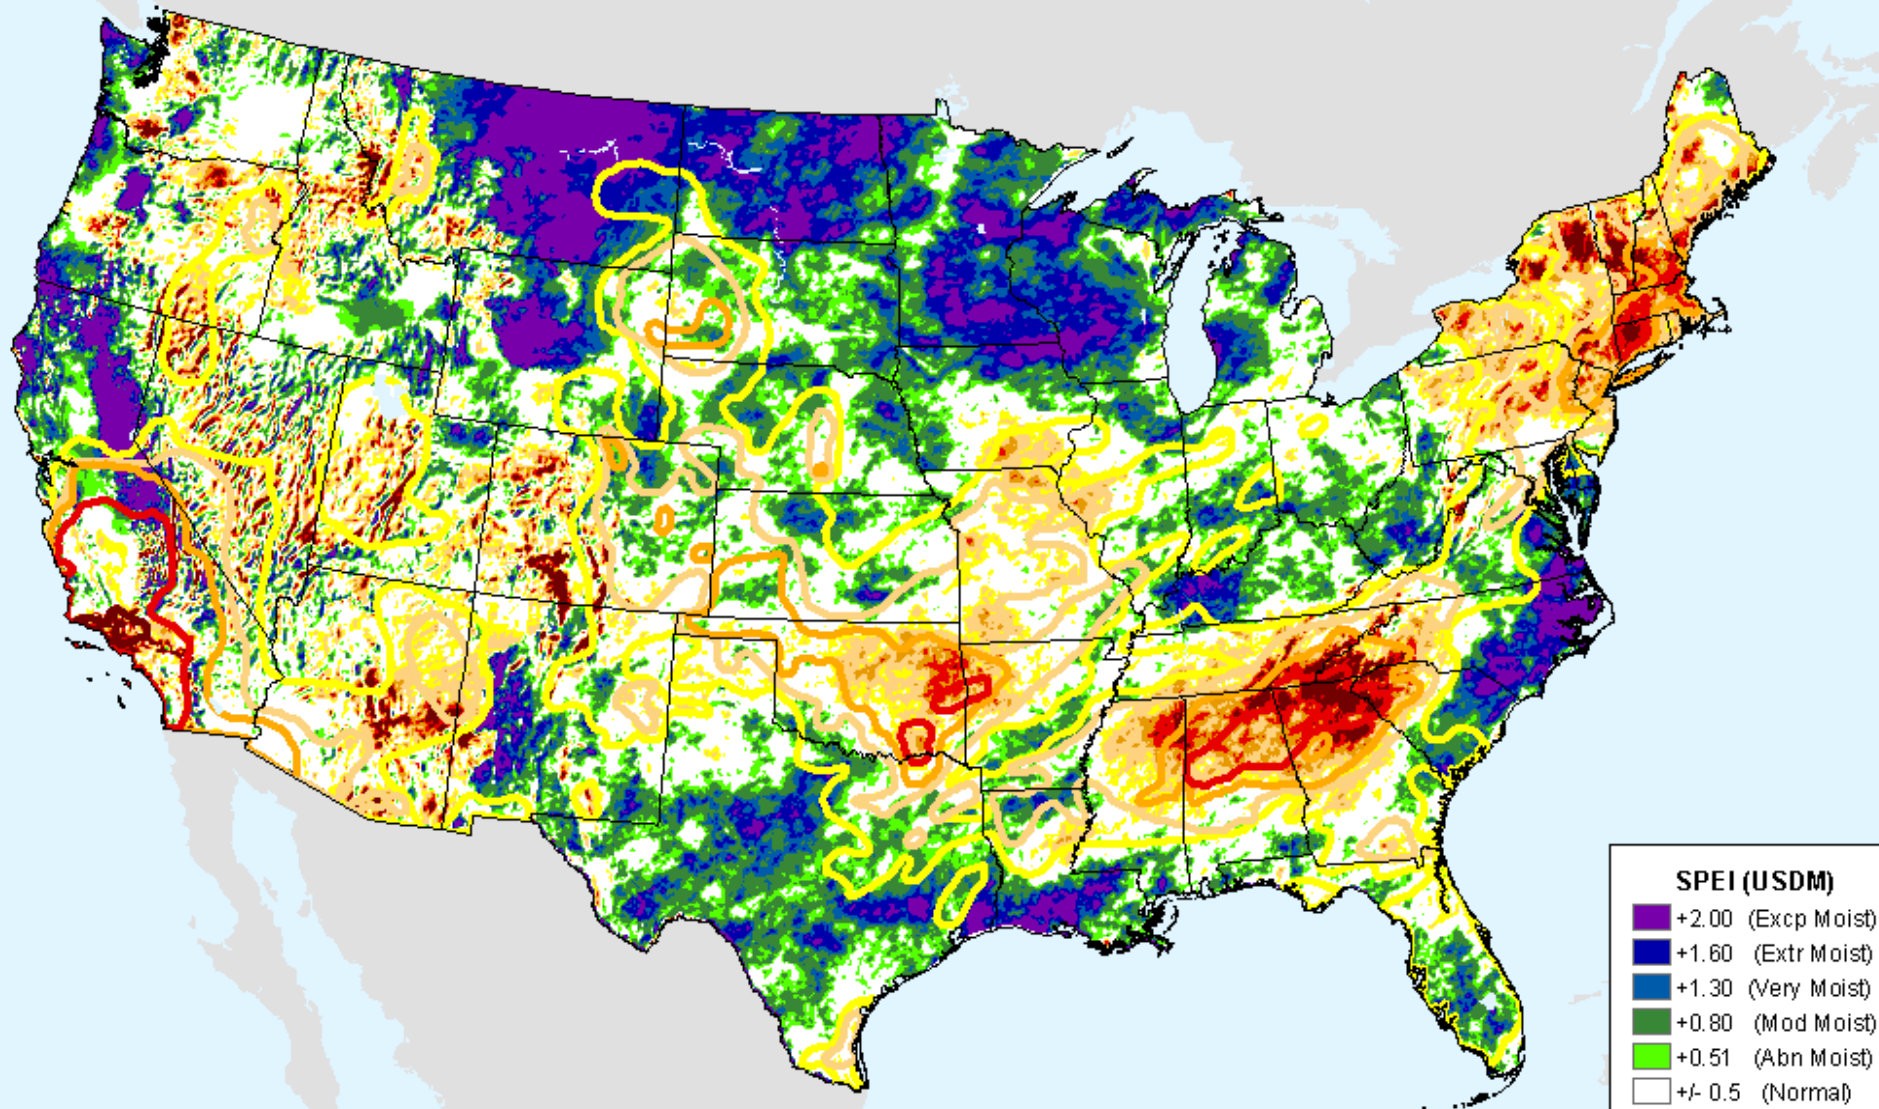 SPEI (USDM)
+2.00 (Excp Moist)
+1.60 (Extr Moist)
+1.30 (Very Moist)
+0.80 (Mod Moist)
+0.51 (Abn Moist)
+/- 0.5 (Normal)